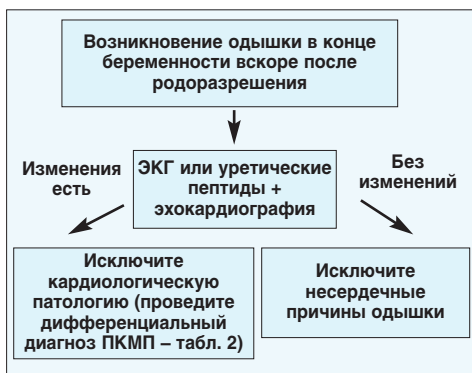 Возникновение одышки в конце
беременности вскоре после
родоразрешения
Изменения
есть
ЭКГ или уретические
пептиды +
эхокардиография
Без
изменений
Исключите
кардиологическую
патологию (проведите
дифференциальный
диагноз ПКМП – табл. 2)
Исключите
несердечные
причины одышки